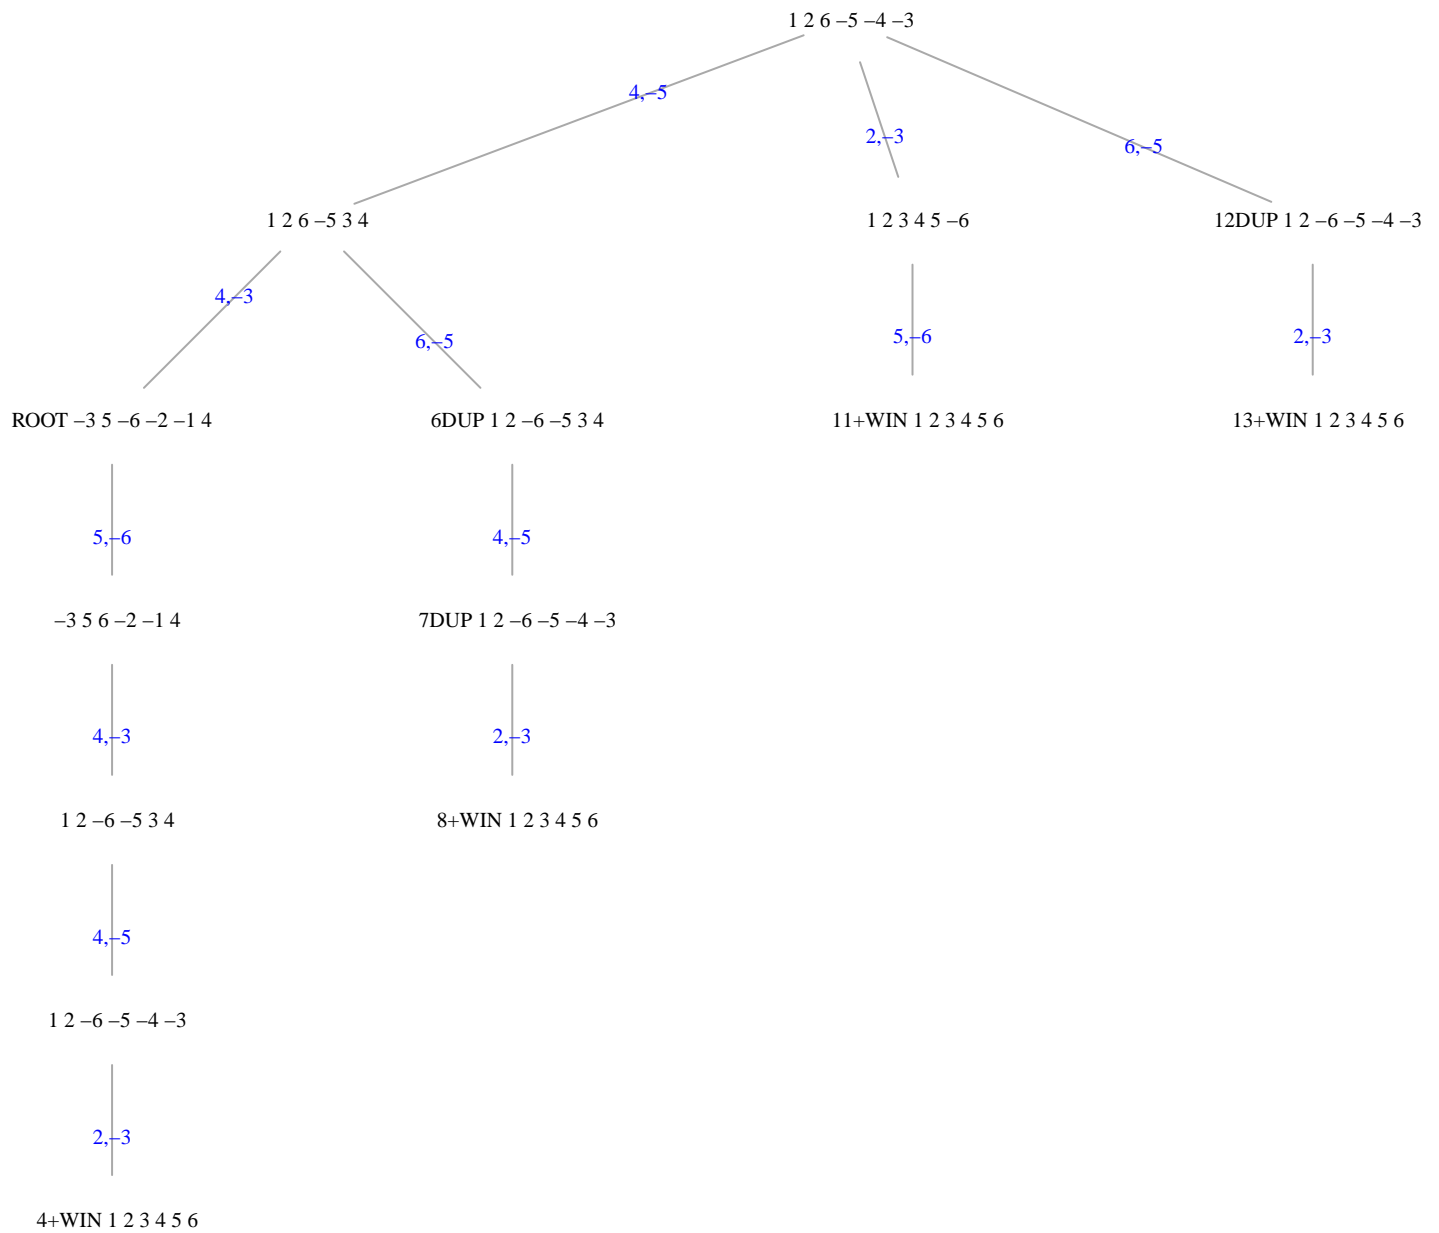 1 2 6 –5 –4 –3
4,–5
2,–3
6,–5
1 2 6 –5 3 4
1 2 3 4 5 –6
12DUP 1 2 –6 –5 –4 –3
4,–3
6,–5
5,–6
2,–3
ROOT –3 5 –6 –2 –1 4
6DUP 1 2 –6 –5 3 4
11+WIN 1 2 3 4 5 6
13+WIN 1 2 3 4 5 6
5,–6
4,–5
–3 5 6 –2 –1 4
7DUP 1 2 –6 –5 –4 –3
4,–3
2,–3
1 2 –6 –5 3 4
8+WIN 1 2 3 4 5 6
4,–5
1 2 –6 –5 –4 –3
2,–3
4+WIN 1 2 3 4 5 6